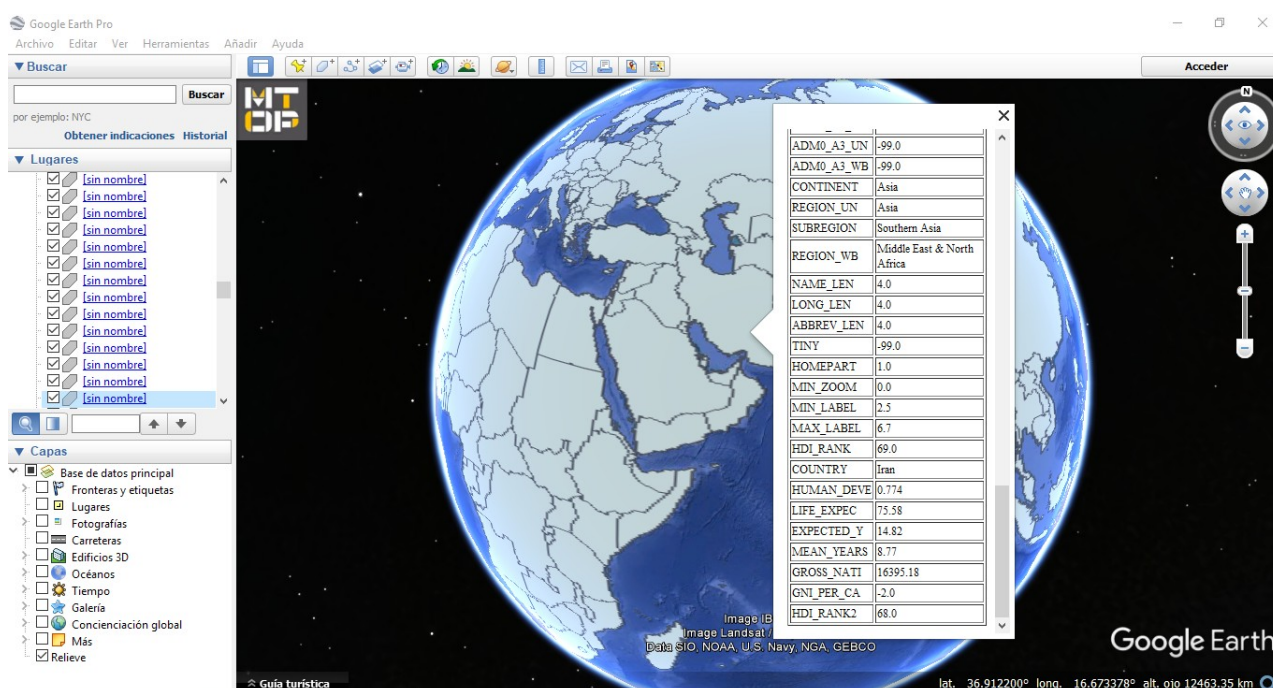 Google Earth Pro
Archivo Editar Ver Herramientas Añadir Ayuda
Buscar
Buscar
por ejemplo: NYC
Obtener indicaciones Historial
Lugares
[sin nombre]
[sin nombre]
[sin nombre]
[sin nombre]
[sin nombre]
[sin nombre]
[sin nombre]
[sin nombre]
[sin nombre]
[sin nombre]
[sin nombre]
[sin nombre]
[sin nombre]
[sin nombre]
Capas
Base de datos principal
Fronteras y etiquetas
Lugares
Fotografías
Carreteras
Edificios 3D
Océanos
Tiempo
Galería
Concienciación global
Más
Relieve
Acceder
MTOP
N
ADM0_A3_UN -99.0
ADM0_A3_WB -99.0
CONTINENT Asia
REGION_UN Asia
SUBREGION Southern Asia
REGION_WB Middle East & North
Africa
NAME_LEN 4.0
LONG_LEN 4.0
ABBREV_LEN 4.0
TINY -99.0
HOMEPART 1.0
MIN_ZOOM 0.0
MIN_LABEL 2.5
MAX_LABEL 6.7
HDI_RANK 69.0
COUNTRY Iran
HUMAN_DEVE 0.774
LIFE_EXPEC 75.58
EXPECTED_Y 14.82
MEAN_YEARS 8.77
GROSS_NATI 16395.18
GNI_PER_CA -2.0
HDI_RANK2 68.0
Image IB
Image Landsat /
Data SIO, NOAA, U.S. Navy, NGA, GEBCO
Google Earth
Guía turística
lat. 36.912200° long. 16.673378° alt. ojo 12463.35 km